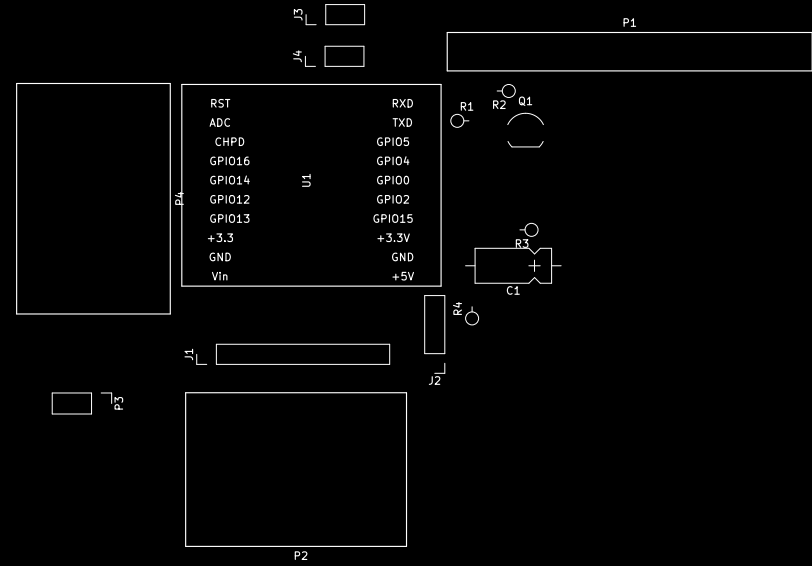 J3
P1
J4
R1
R2
Q1
RST
RXD
ADC
TXD
CHPD
GPIO5
GPIO16
GPIO4
GPIO14
U1
GPIO0
P4
GPIO12
GPIO2
GPIO13
GPIO15
+3.3
+3.3V
GND
GND
Vin
+5V
R3
C1
R4
J1
J2
P3
P2